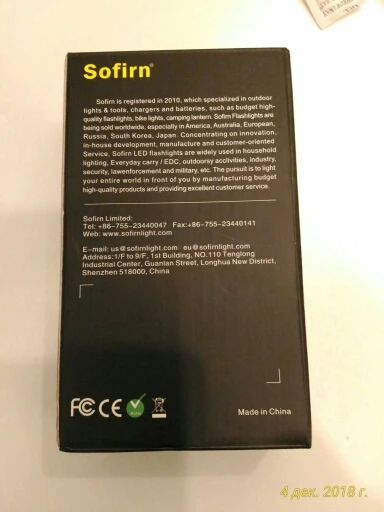 Sofirn®
Sofirn is registered in 2010, which specialized in outdoor
lights & tools, chargers and batteries, such as budget high-
quality flashlights, bike lights, camping lantern. Sofirn Flashlights are
being sold worldwide, especially in America, Australia, European,
Russia, South Korea, Japan. Concentrating on innovation,
in-house development, manufacture and customer-oriented
Service, Sofirn LED flashlights are widely used in household
lighting, Everyday carry / EDC, outdoorsy acclivities, industry,
security, lawenforcement and military, etc. The pursuit is to light
your entire world in front of you by manufacturing budget
high-quality products and providing excellent customer service.
Sofirn Limited:
Tel: +86-755-23440047 Fax:+86-755-23440141
Web: www.sofirnlight.com
E-mail: us@sofirnlight.com eu@sofirnlight.com
Address:1/F to 9/F, 1st Building, NO.110 Tenglong
Industrial Center, Guanlan Street, Longhua New District,
Shenzhen 518000, China
FC CE
Made in China
4 дек. 2018 г.